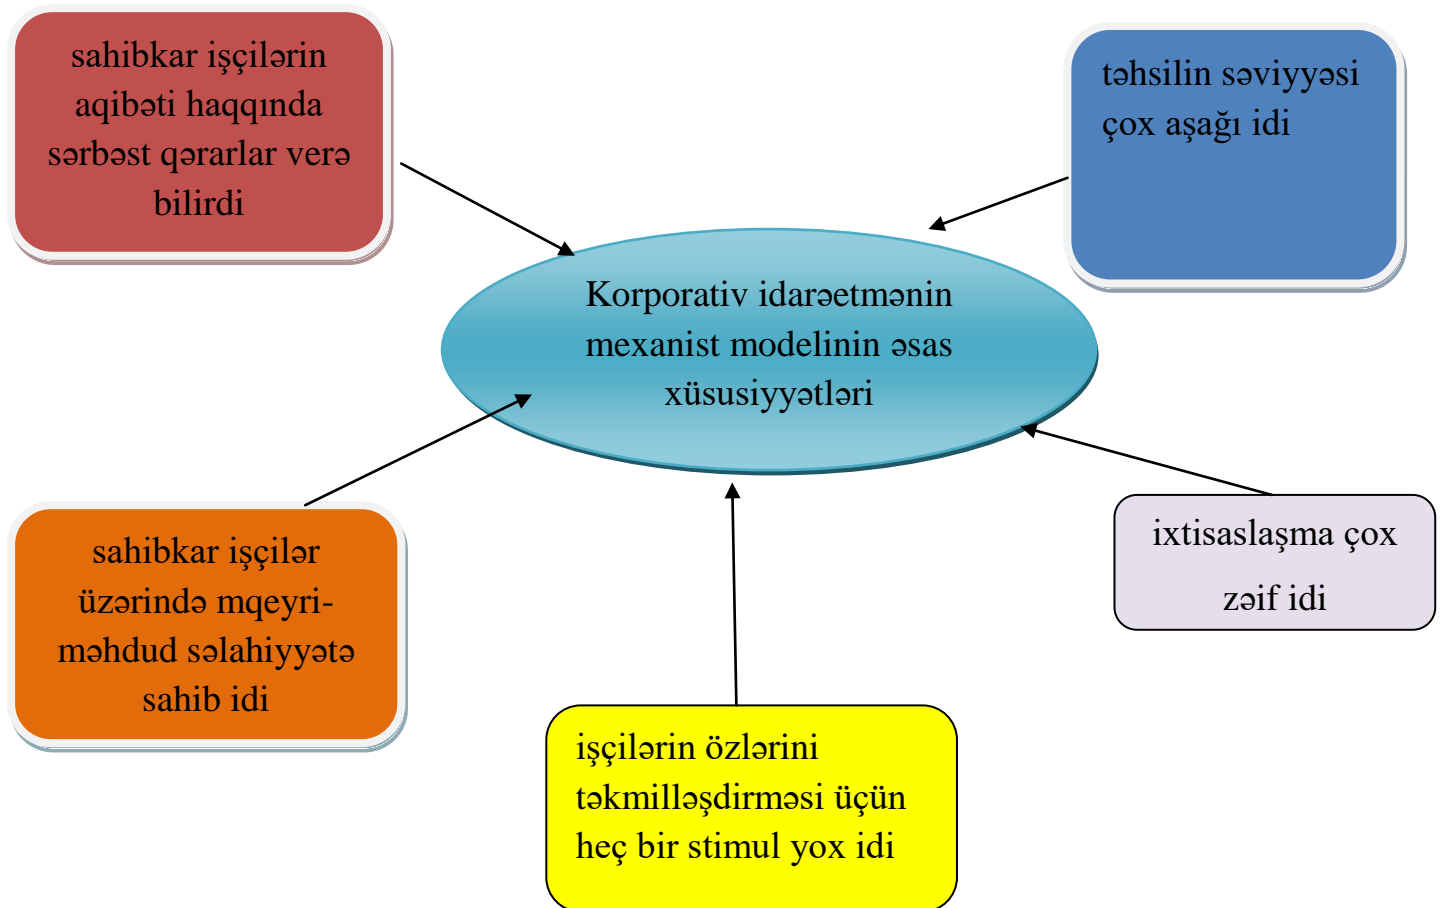 sahibkar işçilərin
aqibəti haqqında
sərbəst qərarlar verə
bilirdi
təhsilin səviyyəsi
çox aşağı idi
Korporativ idarəetmənin
mexanist modelinin əsas
xüsusiyyətləri
sahibkar işçilər
üzərində mqeyri-
məhdud səlahiyyətə
sahib idi
ixtisaslaşma çox
zəif idi
işçilərin özlərini
təkmilləşdirməsi üçün
heç bir stimul yox idi